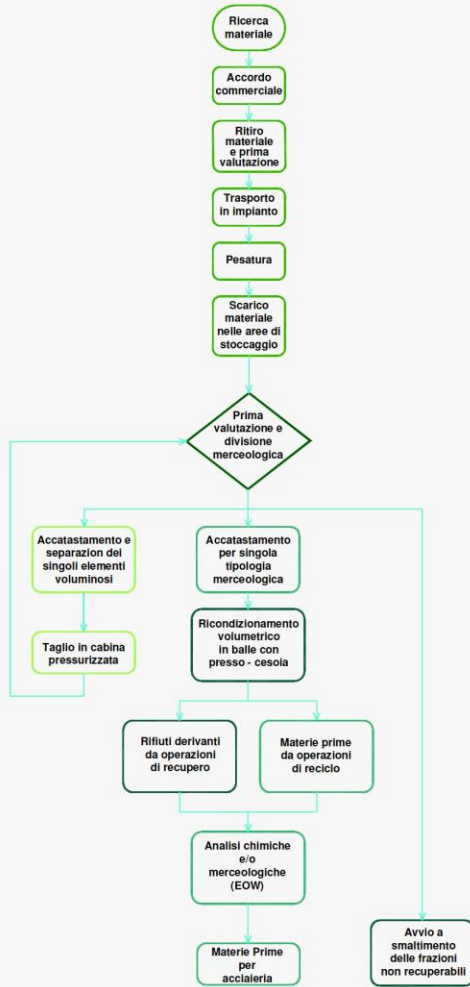 Ricerca
materiale
Accordo
commerciale
Ritiro
materiale
e prima
valutazione
Trasporto
in impianto
Pesatura
Scarico
materiale
nelle aree di
stoccaggio
Prima
valutazione e
divisione
merceologica
Accatastamento e
separazion dei
singoli elementi
voluminosi
Accatastamento
per singola
tipologia
merceologica
Taglio in cabina
pressurizzata
Ricondizionamento
volumetrico
in balle con
presso - cesoia
Rifiuti derivanti
da operazioni
di recupero
Materie prime
da operazioni
di reciclo
Analisi chimiche
e/o
merceologiche
(EOW)
Materie Prime
per
acciaieria
Avvio a
smaltimento
delle frazioni
non recuperabili